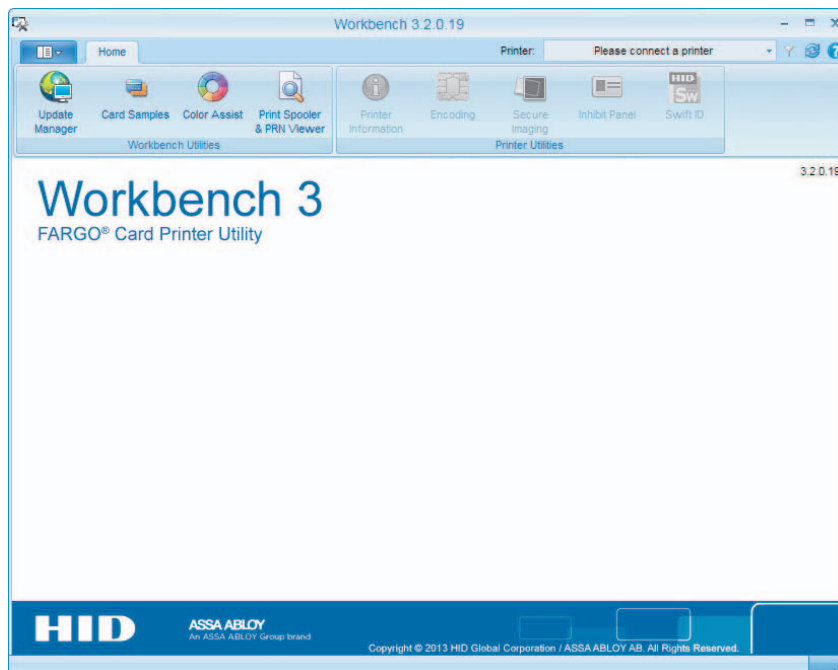 Workbench 3.2.0.19
Home
Printer:
Please connect a printer
Update
Manager
Card Samples
Color Assist
Print Spooler
& PRN Viewer
Workbench Utilities
Printer
Information
Encoding
Secure
Imaging
Inhibit Panel
HID
Sw
Swift ID
Printer Utilities
3.2.0.19
Workbench 3
FARGO® Card Printer Utility
HID
ASSA ABLOY
An ASSA ABLOY Group brand
Copyright © 2013 HID Global Corporation / ASSA ABLOY AB. All Rights Reserved.